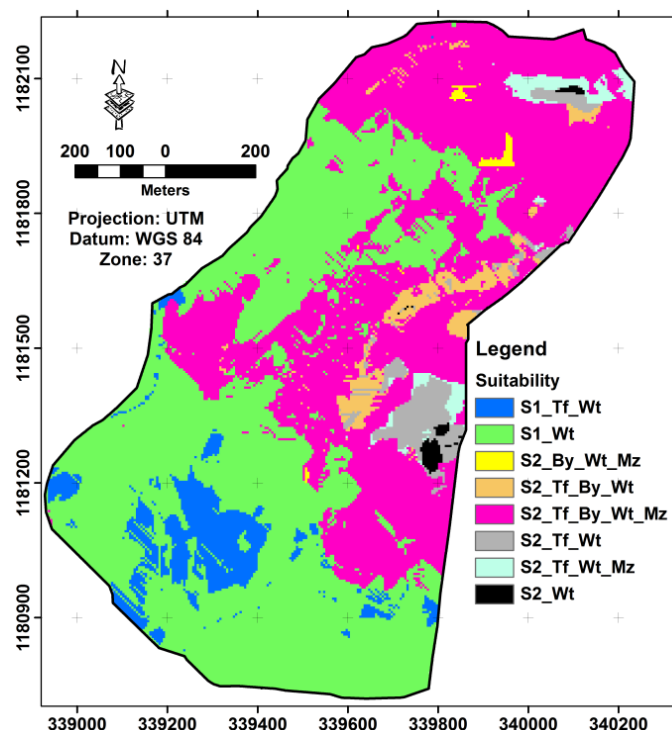 1182100
1181800
1181500
1181200
1180900
N
200 100 0 200
Meters
Projection: UTM
Datum: WGS 84
Zone: 37
Legend
Suitability
S1_Tf_Wt
S1_Wt
S2_By_Wt_Mz
S2_Tf_By_Wt
S2_Tf_By_Wt_Mz
S2_Tf_Wt
S2_Tf_Wt_Mz
S2_Wt
339000 339200 339400 339600 339800 340000 340200